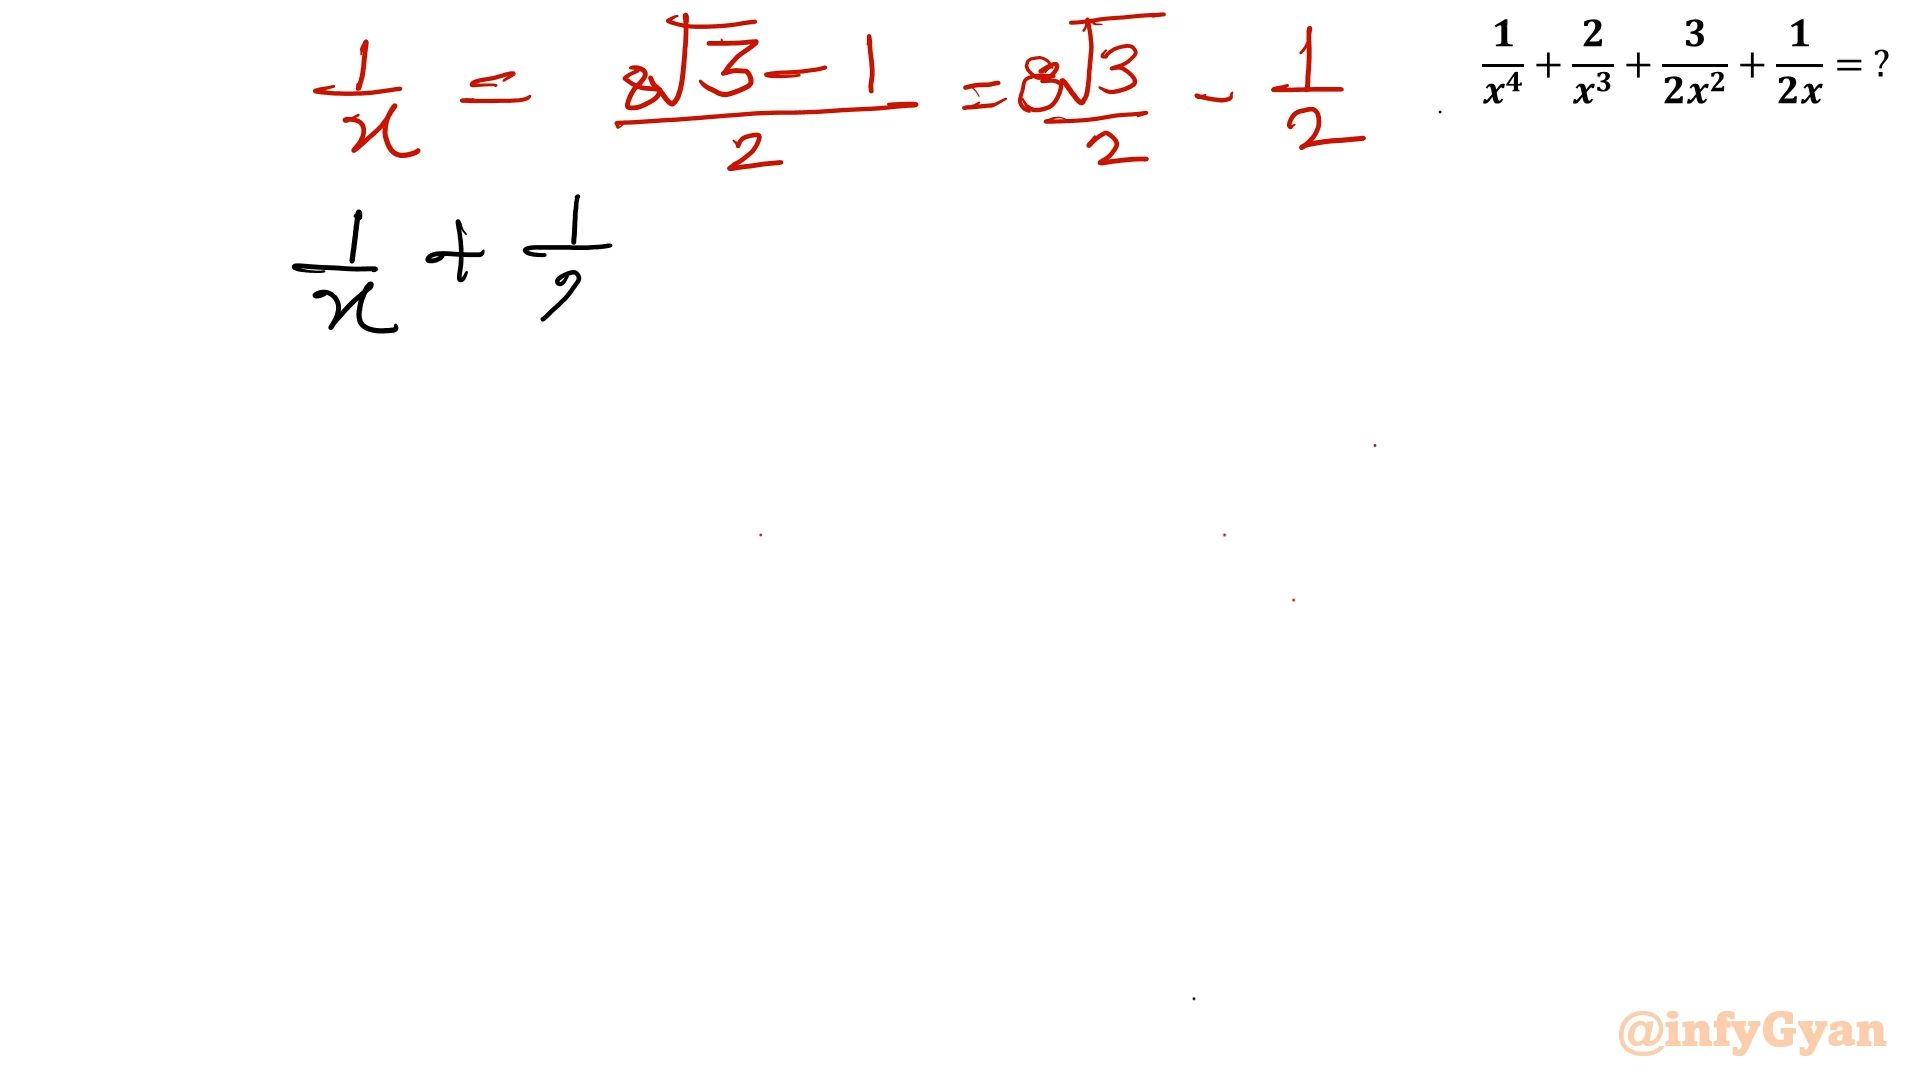 1/x = (⁸√3 − 1)/2 = ⁸√3/2 − 1/2
1/x⁴ + 2/x³ + 3/2x² + 1/2x = ?
1/x + 1/2
@infyGyan